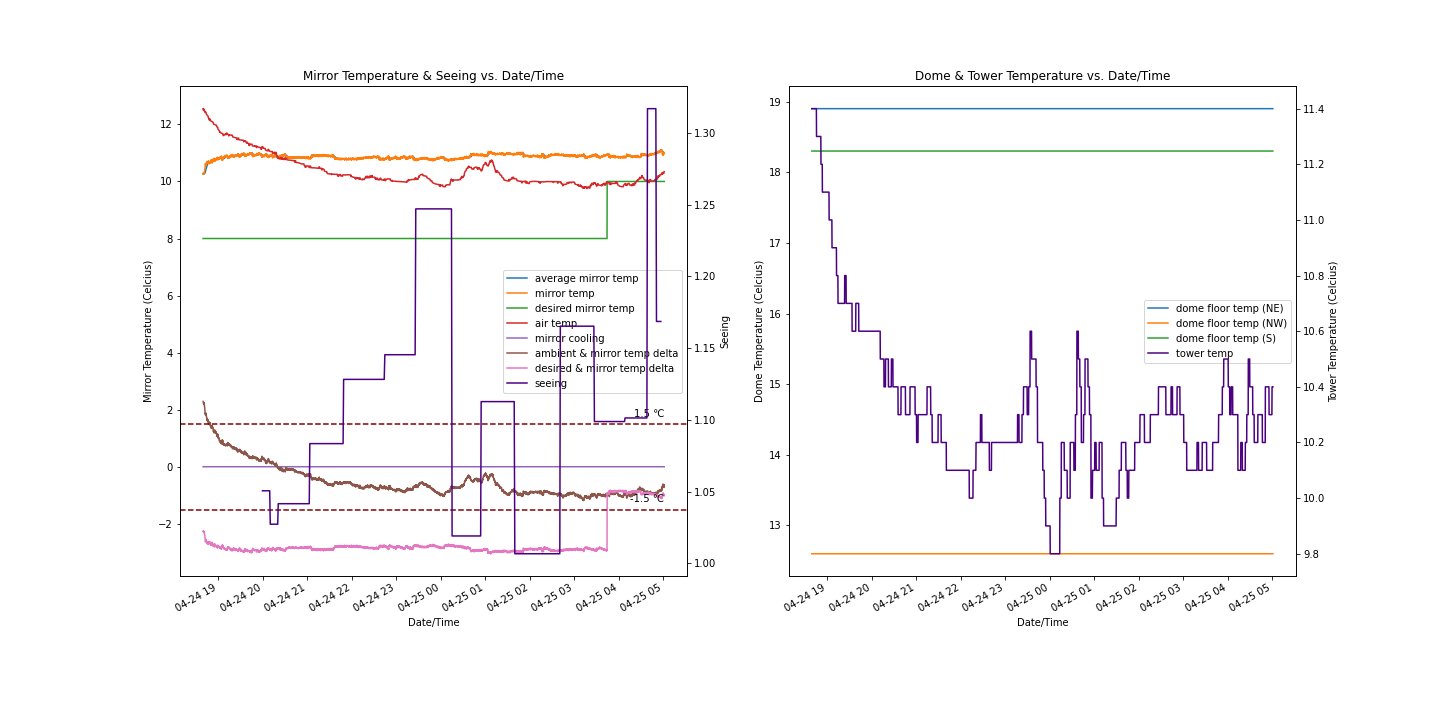 Mirror Temperature & Seeing vs. Date/Time
Mirror Temperature (Celcius)
12
10
8
6
4
2
0
−2
1.30
1.25
1.20
1.15
1.10
1.05
1.00
Seeing
average mirror temp
mirror temp
desired mirror temp
air temp
mirror cooling
ambient & mirror temp delta
desired & mirror temp delta
seeing
1.5 °C
-1.5 °C
04-24 19
04-24 20
04-24 21
04-24 22
04-24 23
04-25 00
04-25 01
04-25 02
04-25 03
04-25 04
04-25 05
Date/Time
Dome & Tower Temperature vs. Date/Time
Dome Temperature (Celcius)
19
18
17
16
15
14
13
11.4
11.2
11.0
10.8
10.6
10.4
10.2
10.0
9.8
Tower Temperature (Celcius)
dome floor temp (NE)
dome floor temp (NW)
dome floor temp (S)
tower temp
04-24 19
04-24 20
04-24 21
04-24 22
04-24 23
04-25 00
04-25 01
04-25 02
04-25 03
04-25 04
04-25 05
Date/Time